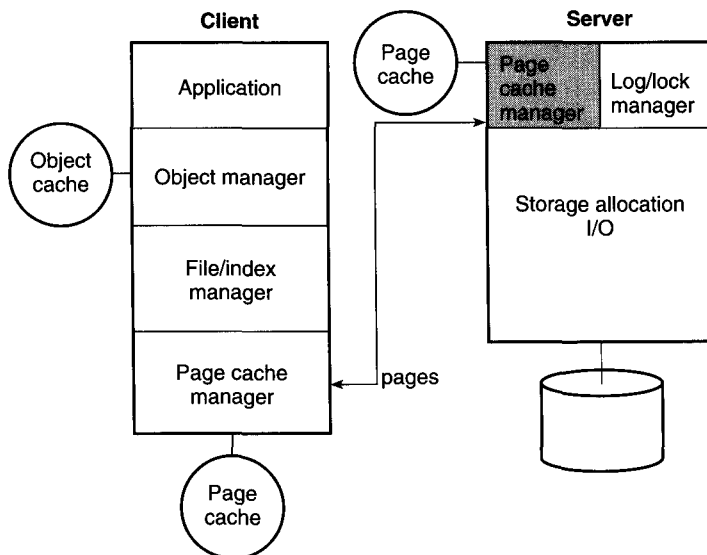 Client
Server
Application
Page
cache
Page
cache
manager
Log/lock
manager
Object
cache
Object manager
Storage allocation
I/O
File/index
manager
Page cache
manager
pages
Page
cache